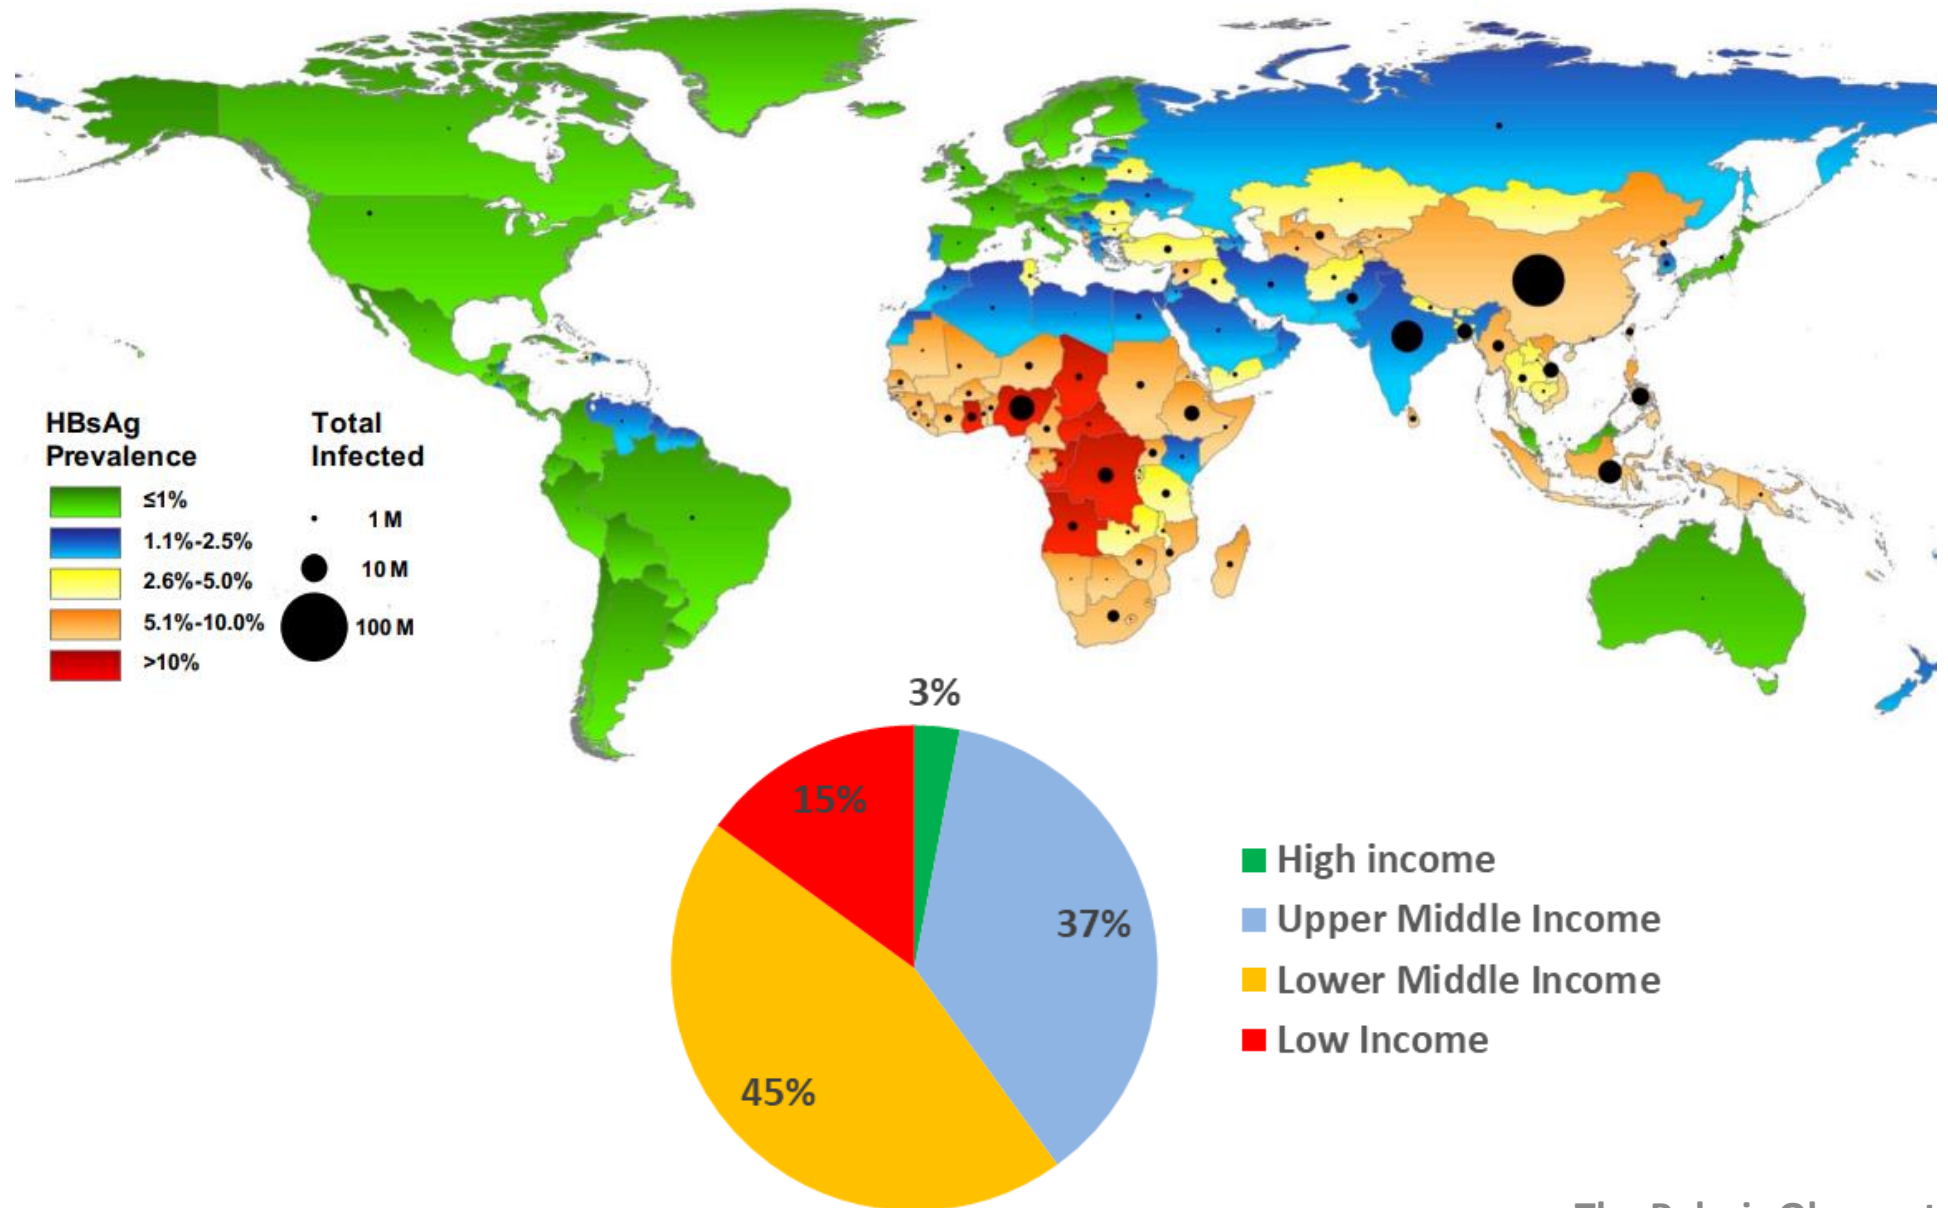 HBsAg
Prevalence
≤1%
1.1%-2.5%
2.6%-5.0%
5.1%-10.0%
>10%
Total
Infected
1 M
10 M
100 M
3%
37%
45%
15%
High income
Upper Middle Income
Lower Middle Income
Low Income
The